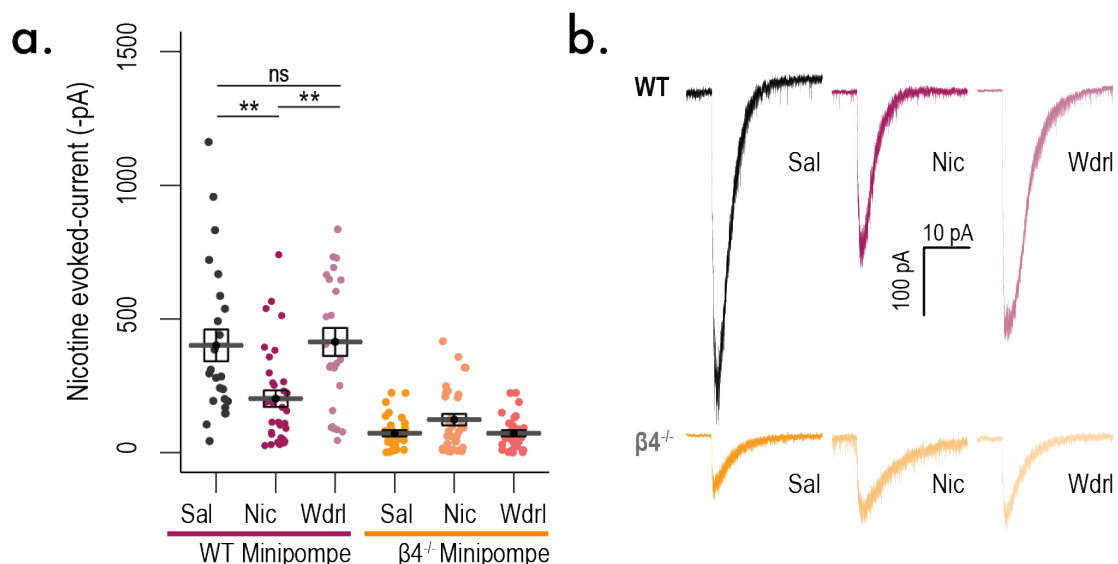 a.
Nicotine evoked-current (-pA)
1500
1000
500
0
ns
** **
Sal Nic Wdrl Sal Nic Wdrl
WT Minipompe β4⁻/⁻ Minipompe
b.
WT
Sal Nic Wdrl
10 pA
100 pA
β4⁻/⁻
Sal Nic Wdrl